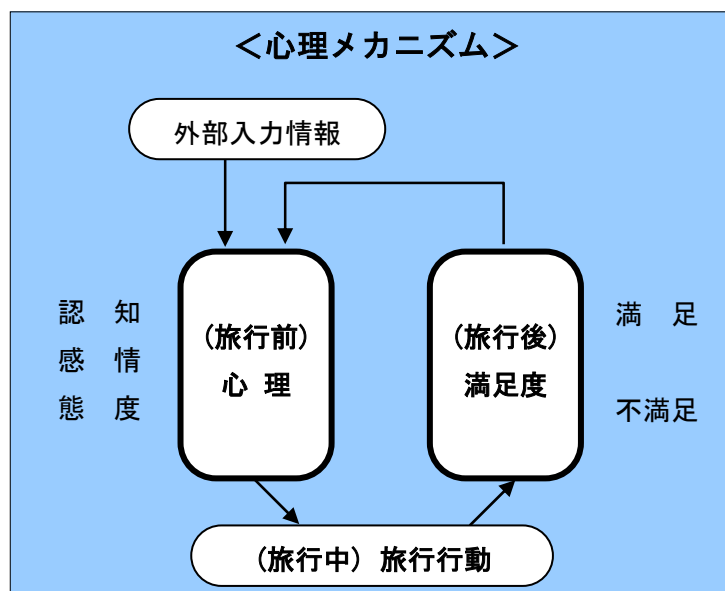 ＜心理メカニズム＞
外部入力情報
認　知
感　情
態　度
(旅行前)
心 理
(旅行後)
満足度
満　足
不満足
(旅行中) 旅行行動